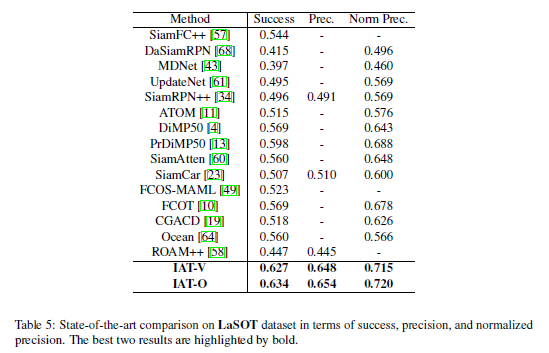 Method Success Prec. Norm Prec.
SiamFC++ [57] 0.544 - -
DaSiamRPN [68] 0.415 - 0.496
MDNet [43] 0.397 - 0.460
UpdateNet [61] 0.495 - 0.569
SiamRPN++ [34] 0.496 0.491 0.569
ATOM [11] 0.515 - 0.576
DiMP50 [4] 0.569 - 0.643
PrDiMP50 [13] 0.598 - 0.688
SiamAtten [60] 0.560 - 0.648
SiamCar [23] 0.507 0.510 0.600
FCOS-MAML [49] 0.523 - -
FCOT [10] 0.569 - 0.678
CGACD [19] 0.518 - 0.626
Ocean [64] 0.560 - 0.566
ROAM++ [58] 0.447 0.445 -
IAT-V 0.627 0.648 0.715
IAT-O 0.634 0.654 0.720
Table 5: State-of-the-art comparison on LaSOT dataset in terms of success, precision, and normalized
precision. The best two results are highlighted by bold.